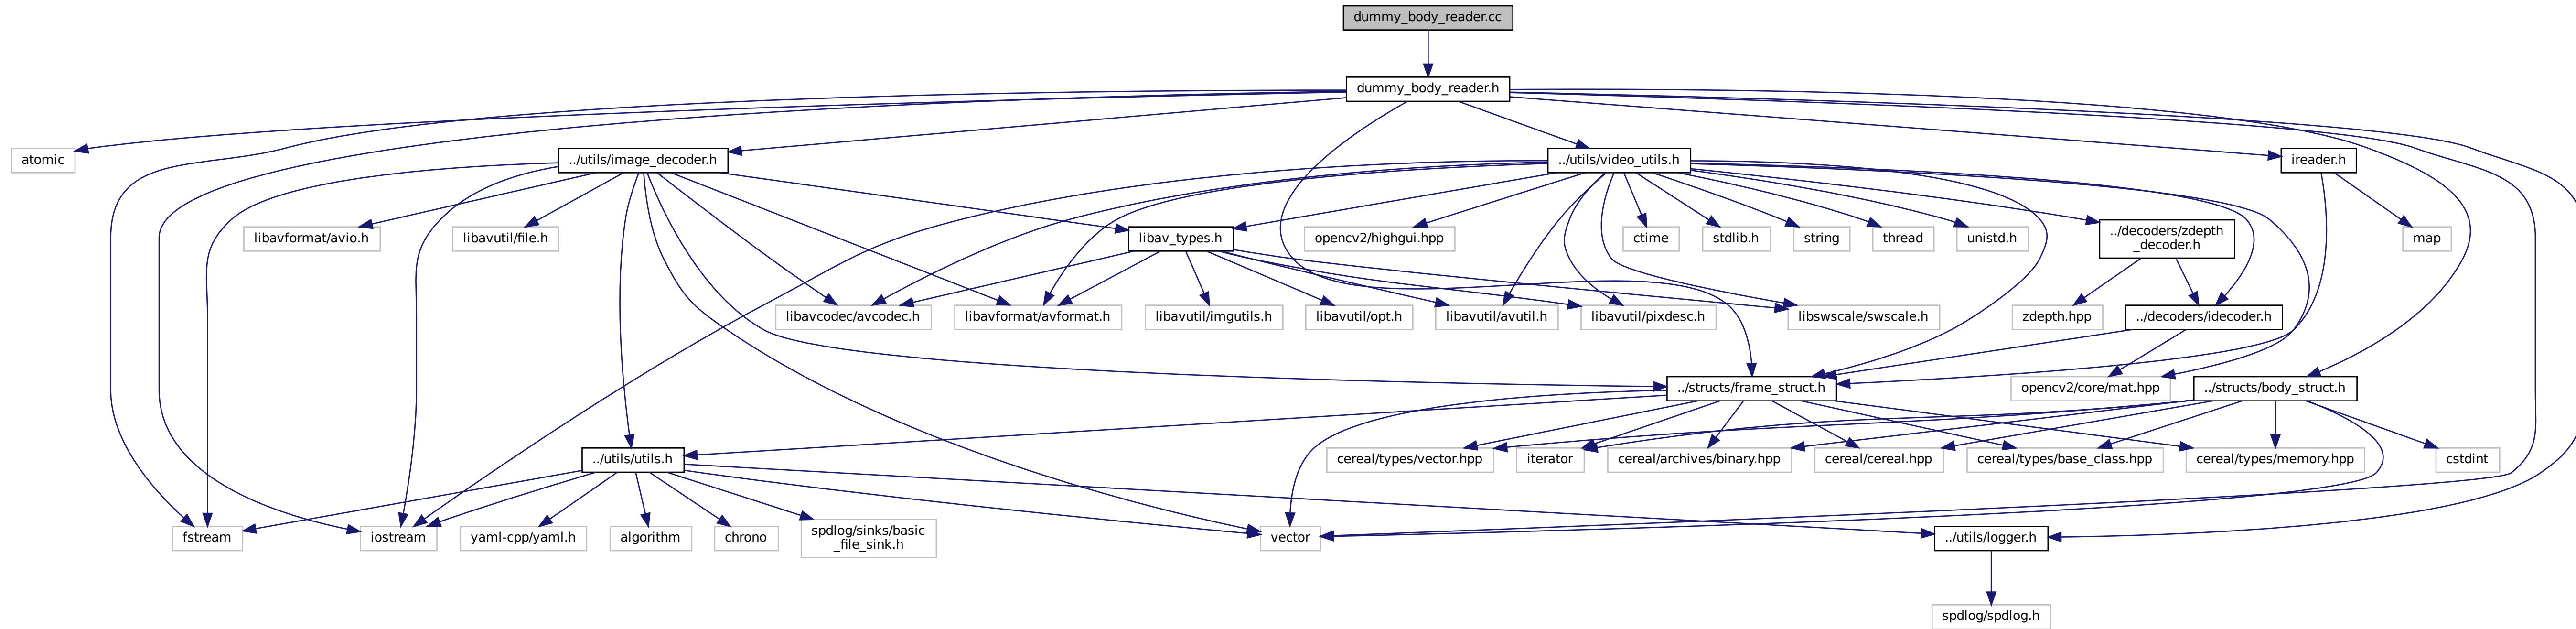 dummy_body_reader.cc
dummy_body_reader.h
atomic
../utils/image_decoder.h
../utils/video_utils.h
ireader.h
libavformat/avio.h
libavutil/file.h
libav_types.h
opencv2/highgui.hpp
ctime
stdlib.h
string
thread
unistd.h
../decoders/zdepth
_decoder.h
map
libavcodec/avcodec.h
libavformat/avformat.h
libavutil/imgutils.h
libavutil/opt.h
libavutil/avutil.h
libavutil/pixdesc.h
libswscale/swscale.h
zdepth.hpp
../decoders/idecoder.h
../structs/frame_struct.h
opencv2/core/mat.hpp
../structs/body_struct.h
../utils/utils.h
cereal/types/vector.hpp
iterator
cereal/archives/binary.hpp
cereal/cereal.hpp
cereal/types/base_class.hpp
cereal/types/memory.hpp
cstdint
fstream
iostream
yaml-cpp/yaml.h
algorithm
chrono
spdlog/sinks/basic
_file_sink.h
vector
../utils/logger.h
spdlog/spdlog.h